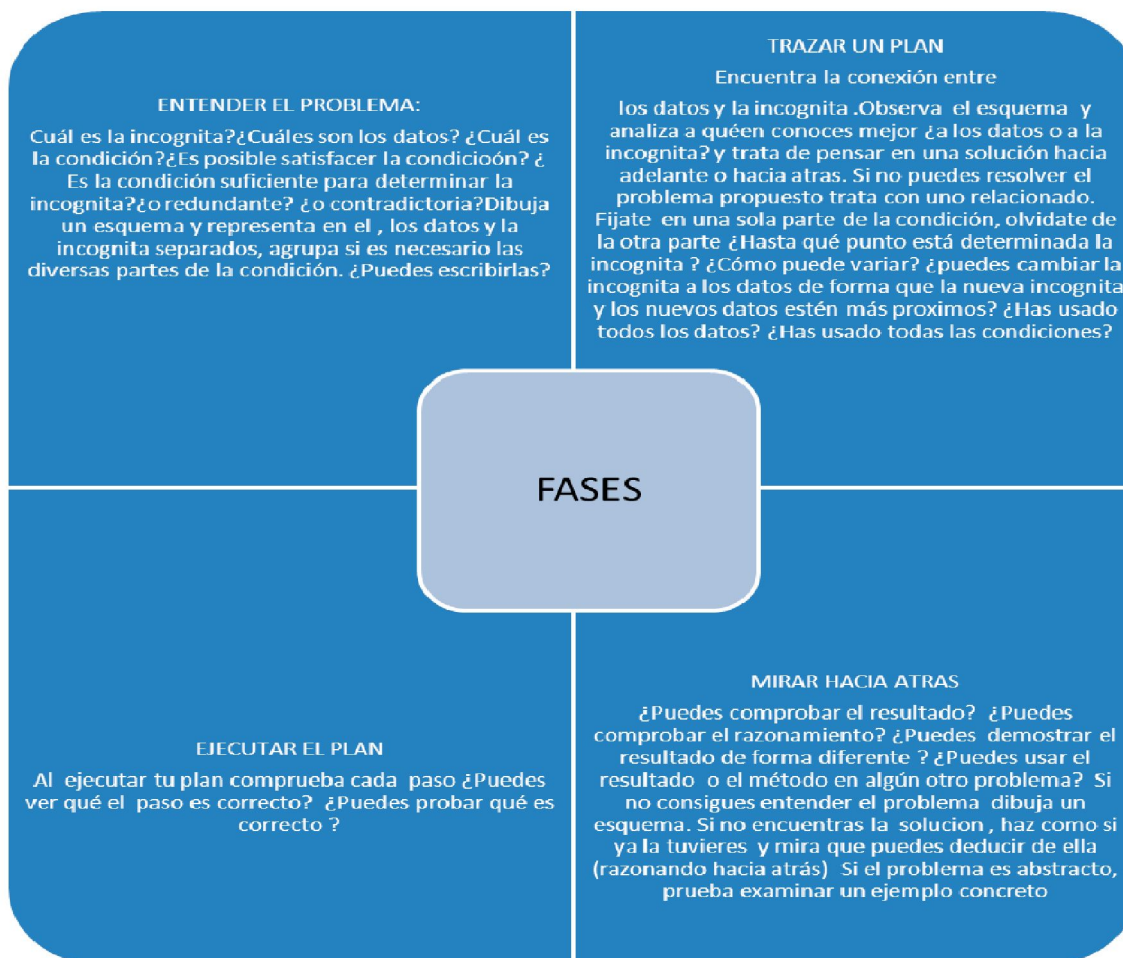 ENTENDER EL PROBLEMA:
Cuál es la incognita?¿Cuáles son los datos? ¿Cuál es
la condición?¿Es posible satisfacer la condicioón? ¿
Es la condición suficiente para determinar la
incognita?¿o redundante? ¿o contradictoria?Dibuja
un esquema y representa en el , los datos y la
incognita separados, agrupa si es necesario las
diversas partes de la condición. ¿Puedes escribirlas?
TRAZAR UN PLAN
Encuentra la conexión entre
los datos y la incognita .Observa el esquema y
analiza a quéen conoces mejor ¿a los datos o a la
incognita? y trata de pensar en una solución hacia
adelante o hacia atras. Si no puedes resolver el
problema propuesto trata con uno relacionado.
Fijate en una sola parte de la condición, olvidate de
la otra parte ¿Hasta qué punto está determinada la
incognita ? ¿Cómo puede variar? ¿puedes cambiar la
incognita a los datos de forma que la nueva incognita
y los nuevos datos estén más proximos? ¿Has usado
todos los datos? ¿Has usado todas las condiciones?
FASES
EJECUTAR EL PLAN
Al ejecutar tu plan comprueba cada paso ¿Puedes
ver qué el paso es correcto? ¿Puedes probar qué es
correcto ?
MIRAR HACIA ATRAS
¿Puedes comprobar el resultado? ¿Puedes
comprobar el razonamiento? ¿Puedes demostrar el
resultado de forma diferente ? ¿Puedes usar el
resultado o el método en algún otro problema? Si
no consigues entender el problema dibuja un
esquema. Si no encuentras la solucion , haz como si
ya la tuvieres y mira que puedes deducir de ella
(razonando hacia atrás) Si el problema es abstracto,
prueba examinar un ejemplo concreto